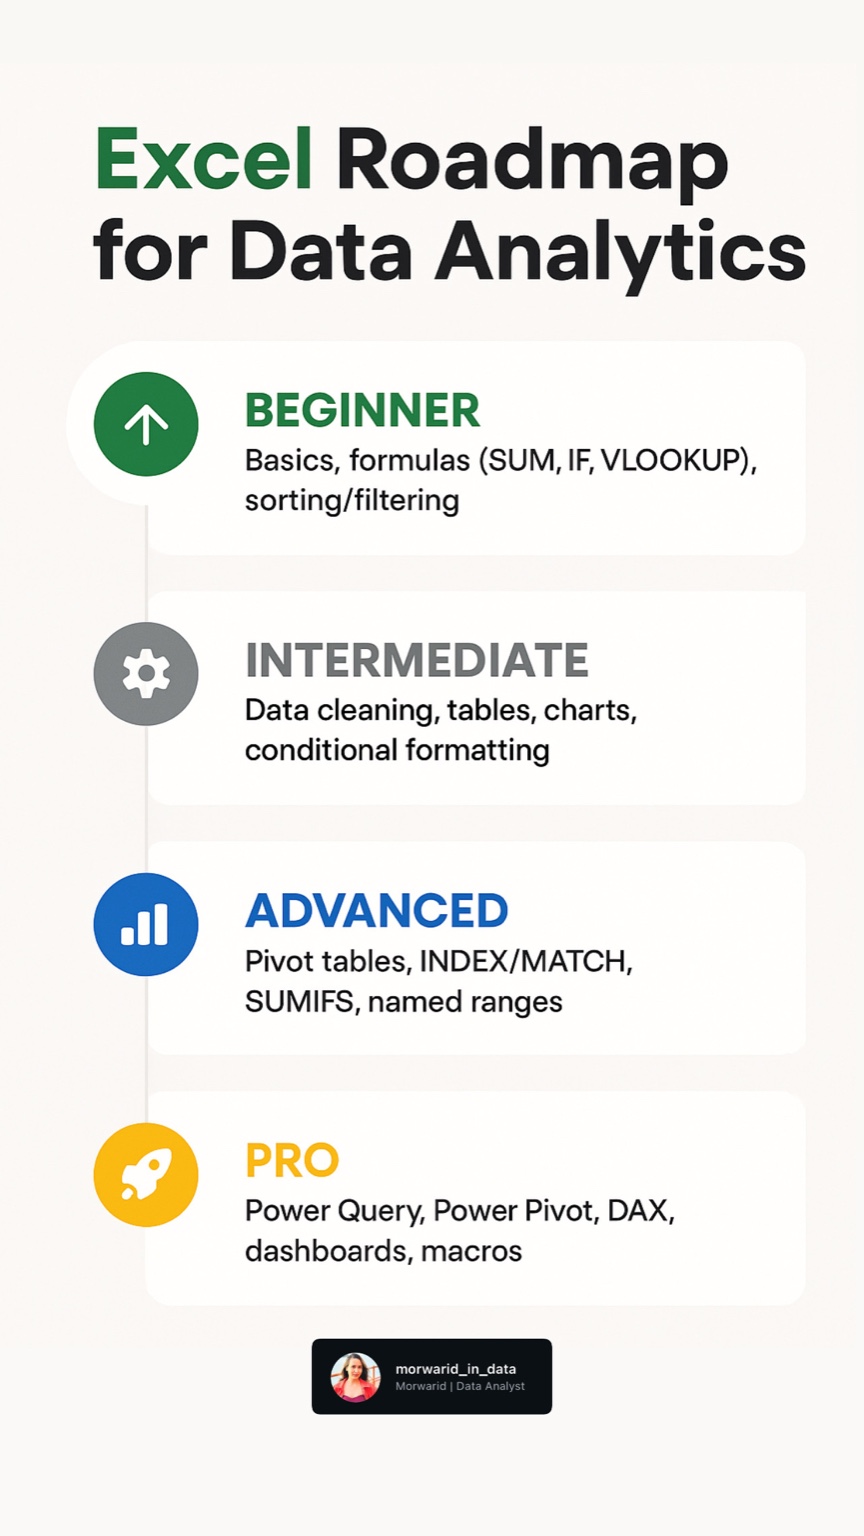 Excel Roadmap
for Data Analytics
BEGINNER
Basics, formulas (SUM, IF, VLOOKUP),
sorting/filtering
INTERMEDIATE
Data cleaning, tables, charts,
conditional formatting
ADVANCED
Pivot tables, INDEX/MATCH,
SUMIFS, named ranges
PRO
Power Query, Power Pivot, DAX,
dashboards, macros
morwarid_in_data
Morwarid | Data Analyst